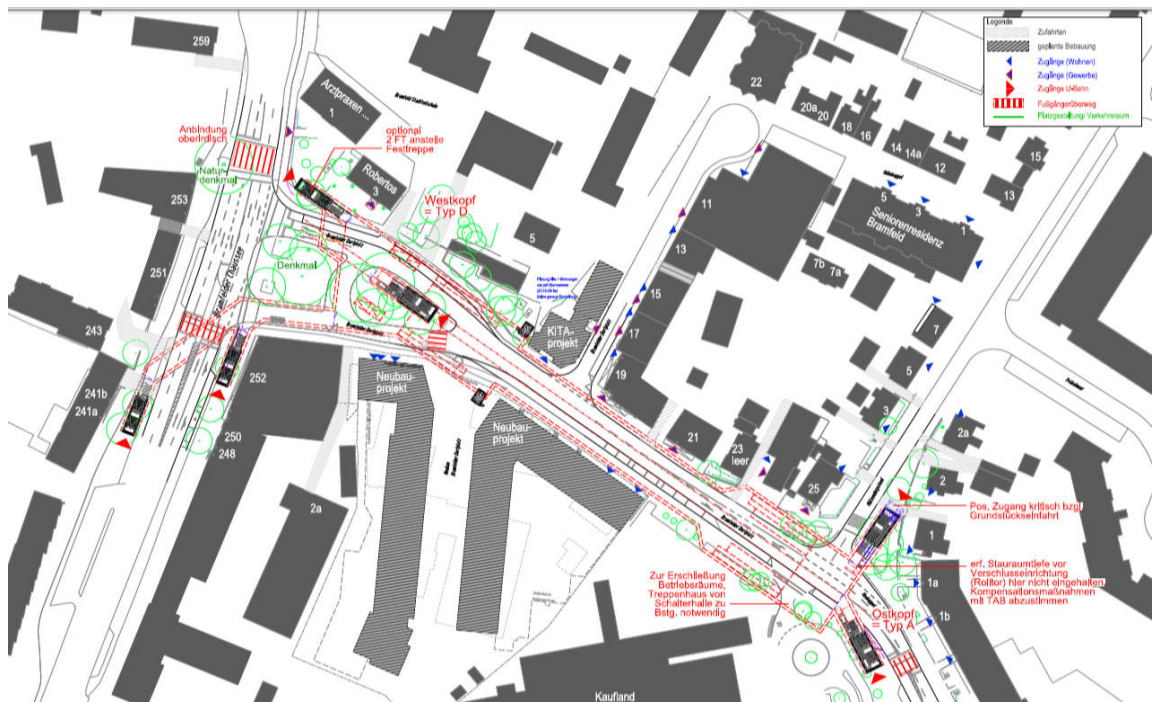 Legende
Zufahrten
geplante Bebauung
Zugänge (Wohnen)
Zugänge (Gewerbe)
Zugänge U-Bahn
Fußgängerüberweg
Platzgestaltung/ Verkehrsraum
259
Arztpraxen ...
1
Anbindung
oberirdisch
optional
2 FT anstelle
Festtreppe
Natur-
denkmal
Robertos
3
253
Westkopf
= Typ D
5
Denkmal
251
Bramfelder Chaussee
243
241b
241a
252
250
248
2a
KITA-
projekt
Neubau-
projekt
Neubau-
projekt
22
20a
20
18
16
14
14a
12
15
13
11
13
15
17
19
5
3
1
Seniorenresidenz
Bramfeld
7b
7a
7
5
3
2a
2
1
1a
1b
21
23
leer
25
Pos. Zugang kritisch bzgl.
Grundstückseinfahrt
erf. Stauraumtiefe vor
Verschlusseinrichtung
(Rolltor) hier nicht eingehalten,
Kompensationsmaßnahmen
mit TAB abzustimmen
Zur Erschließung
Betriebsräume,
Treppenhaus von
Schalterhalle zu
Bstg. notwendig
Ostkopf
= Typ A
Kaufland